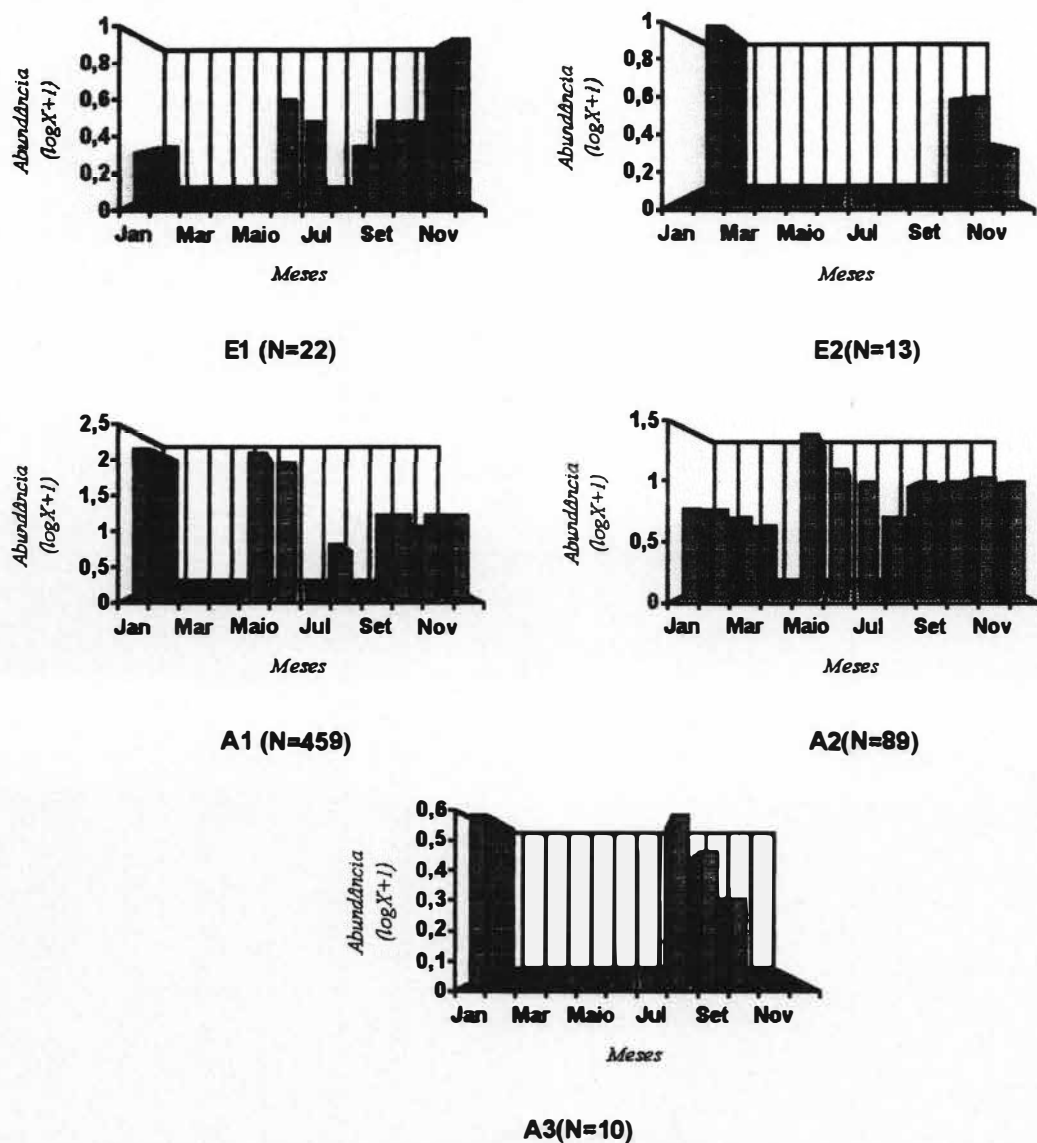 Abundância
(logX+1)
1
0,8
0,6
0,4
0,2
0
Jan Mar Maio Jul Set Nov
Meses
E1 (N=22)
Abundância
(logX+1)
1
0,8
0,6
0,4
0,2
0
Jan Mar Maio Jul Set Nov
Meses
E2(N=13)
Abundância
(logX+1)
2,5
2
1,5
1
0,5
0
Jan Mar Maio Jul Set Nov
Meses
A1 (N=459)
Abundância
(logX+1)
1,5
1
0,5
0
Jan Mar Maio Jul Set Nov
Meses
A2(N=89)
Abundância
(logX+1)
0,6
0,5
0,4
0,3
0,2
0,1
0
Jan Mar Maio Jul Set Nov
Meses
A3(N=10)